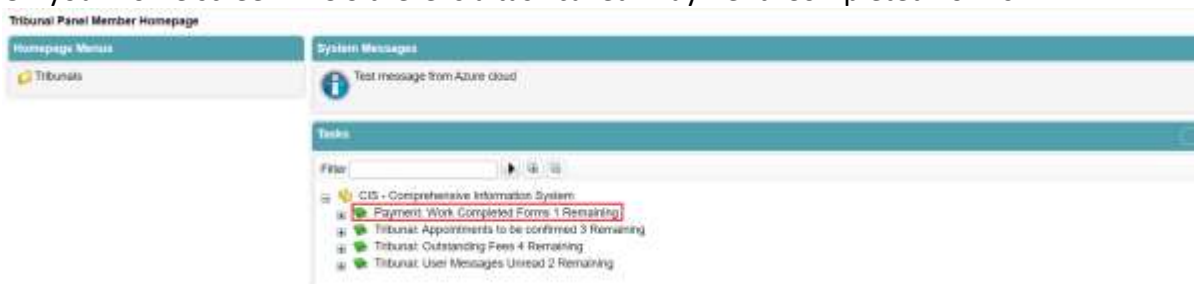 Tribunal Panel Member Homepage
Homepage Menus
System Messages
Tribunals
Test message from Azure cloud
Tasks
Filter
CIS - Comprehensive Information System
Payment: Work Completed Forms 1 Remaining
Tribunal: Appointments to be confirmed 3 Remaining
Tribunal: Outstanding Fees 4 Remaining
Tribunal: User Messages Unread 2 Remaining